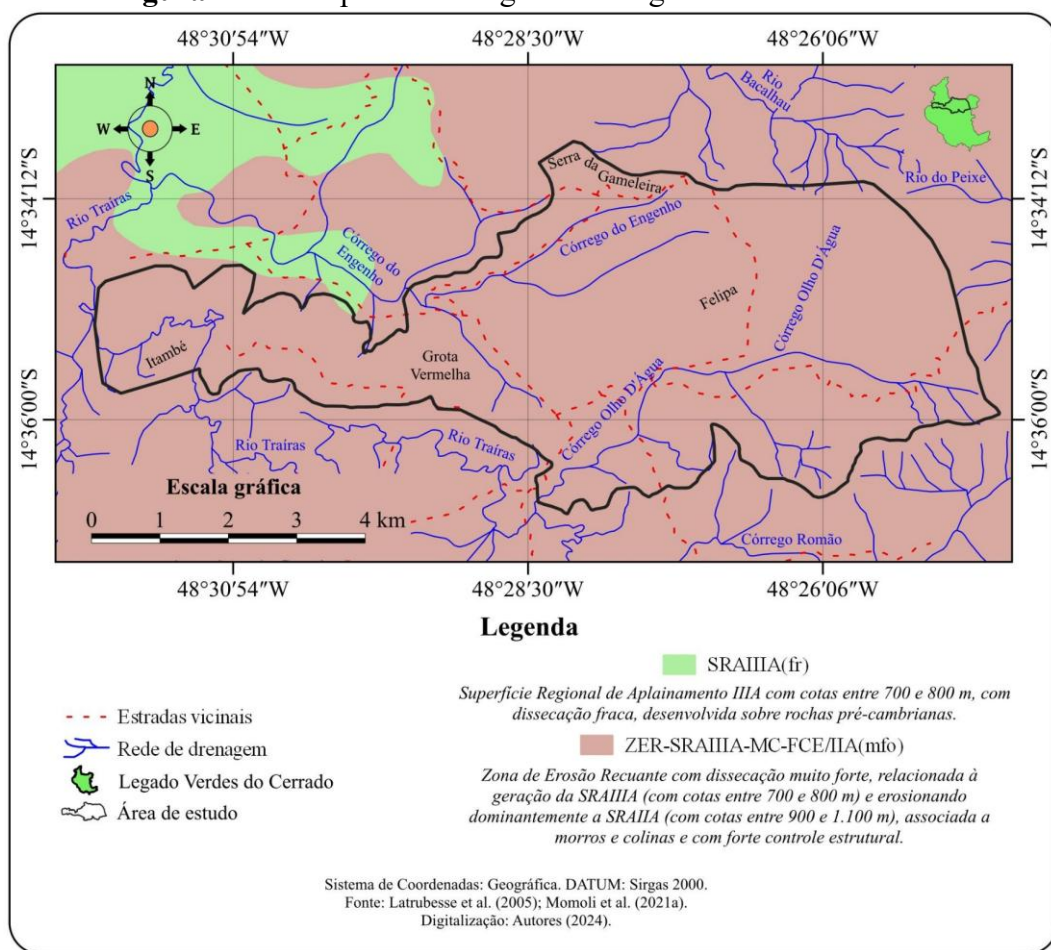 48°30′54″W 48°28′30″W 48°26′06″W
N
W E
S
14°34′12″S 14°34′12″S
14°36′00″S 14°36′00″S
Rio
Bacalhau
Serra da
Gameleira
Rio do Peixe
Rio Traíras
Córrego do Engenho
Córrego do
Engenho
Córrego Olho D'Água
Felipa
Itambé
Grota
Vermelha
Córrego Olho D'Água
Rio Traíras
Rio Traíras
Córrego Romão
Escala gráfica
0 1 2 3 4 km
48°30′54″W 48°28′30″W 48°26′06″W
Legenda
Estradas vicinais
Rede de drenagem
Legado Verdes do Cerrado
Área de estudo
SRAIIIA(fr)
Superfície Regional de Aplainamento IIIA com cotas entre 700 e 800 m, com
dissecação fraca, desenvolvida sobre rochas pré-cambrianas.
ZER-SRAIIIA-MC-FCE/IIA(mfo)
Zona de Erosão Recuante com dissecação muito forte, relacionada à
geração da SRAIIIA (com cotas entre 700 e 800 m) e erosionando
dominantemente a SRAIIA (com cotas entre 900 e 1.100 m), associada a
morros e colinas e com forte controle estrutural.
Sistema de Coordenadas: Geográfica. DATUM: Sirgas 2000.
Fonte: Latrubesse et al. (2005); Momoli et al. (2021a).
Digitalização: Autores (2024).